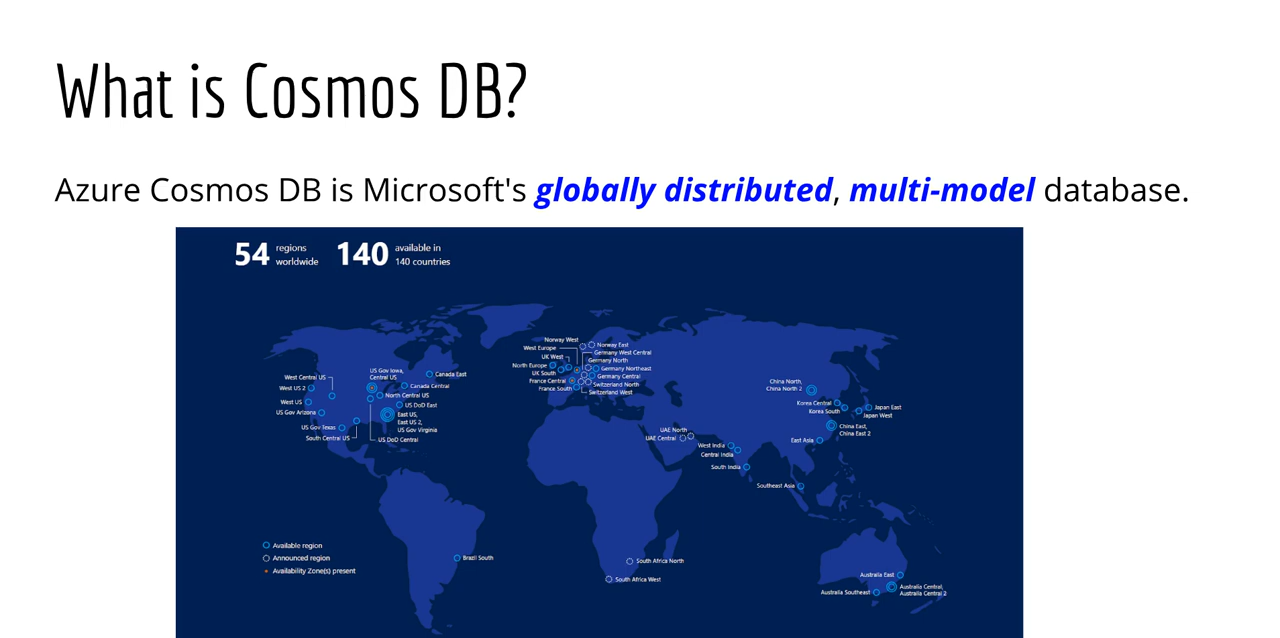 What is Cosmos DB?
Azure Cosmos DB is Microsoft's globally distributed, multi-model database.
54 regions
worldwide
140 available in
140 countries
West Central US
West US 2
West US
US Gov Arizona
US Gov Texas
South Central US
US Gov Iowa,
Central US
Canada East
Canada Central
North Central US
US DoD East
East US,
East US 2,
US Gov Virginia
US DoD Central
Brazil South
Norway West
West Europe
UK West
North Europe
UK South
France Central
France South
Norway East
Germany West Central
Germany North
Germany Northeast
Germany Central
Switzerland North
Switzerland West
UAE North
UAE Central
South Africa North
South Africa West
West India
Central India
South India
China North,
China North 2
Korea Central
Korea South
Japan East
Japan West
China East,
China East 2
East Asia
Southeast Asia
Australia East
Australia Southeast
Australia Central,
Australia Central 2
Available region
Announced region
Availability Zone(s) present